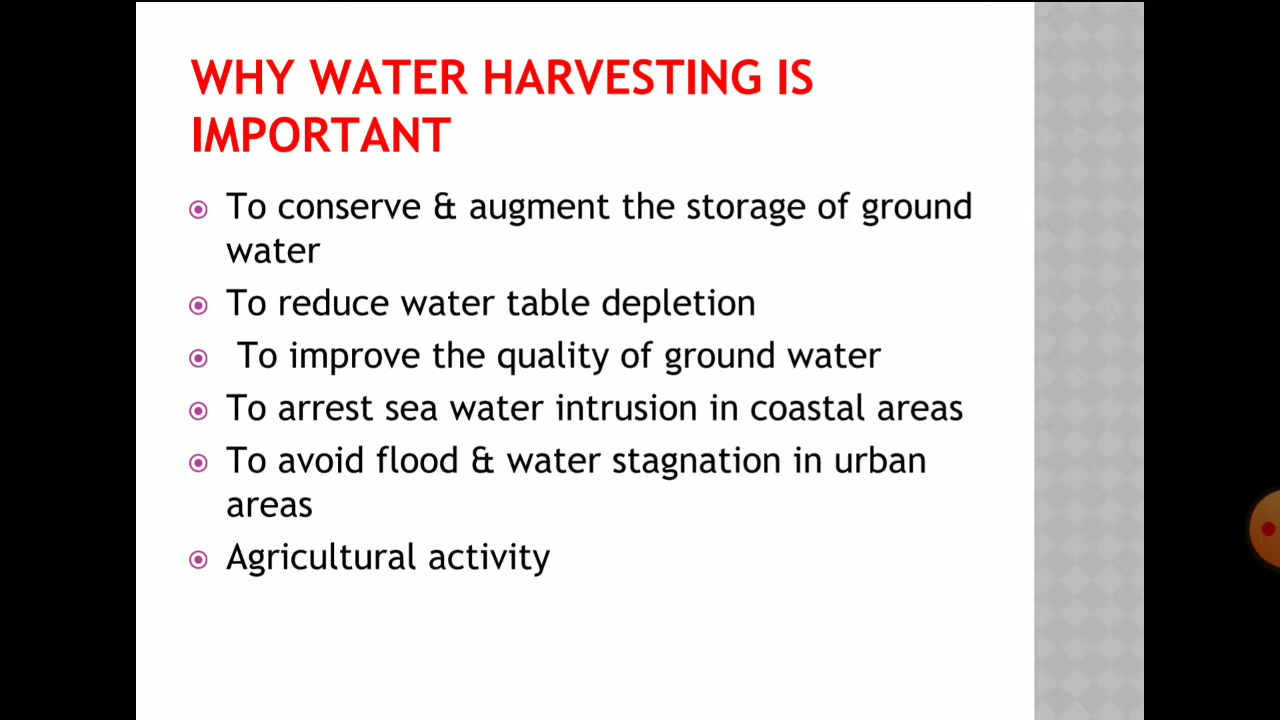 WHY WATER HARVESTING IS
IMPORTANT
To conserve & augment the storage of ground
water
To reduce water table depletion
To improve the quality of ground water
To arrest sea water intrusion in coastal areas
To avoid flood & water stagnation in urban
areas
Agricultural activity